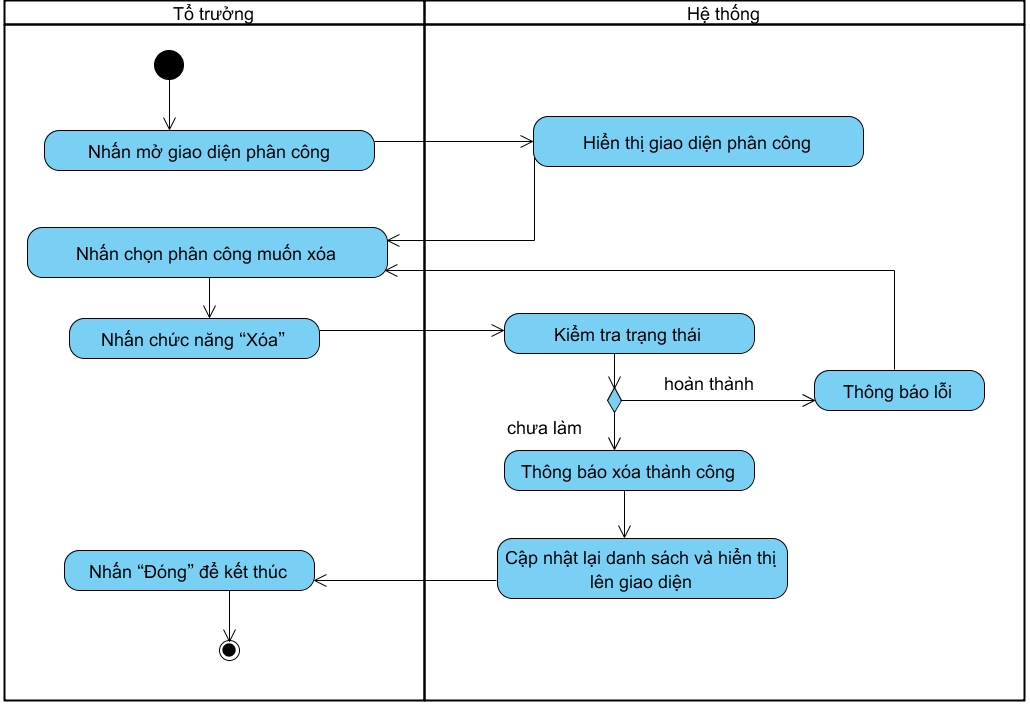 Tổ trưởng
Hệ thống
Nhấn mở giao diện phân công
Hiển thị giao diện phân công
Nhấn chọn phân công muốn xóa
Nhấn chức năng “Xóa”
Kiểm tra trạng thái
hoàn thành
Thông báo lỗi
chưa làm
Thông báo xóa thành công
Cập nhật lại danh sách và hiển thị
lên giao diện
Nhấn “Đóng” để kết thúc